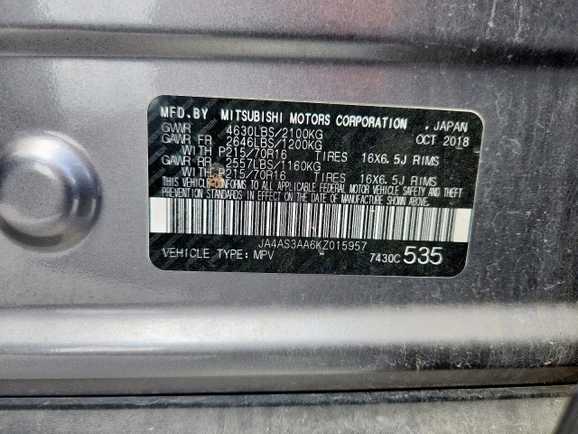 MFD.BY MITSUBISHI MOTORS CORPORATION , JAPAN
GVWR 4630LBS/2100KG OCT 2018
GAWR FR 2646LBS/1200KG
WITH P215/70R16 TIRES 16X6.5J RIMS
GAWR RR 2557LBS/1160KG
WITH P215/70R16 TIRES 16X6.5J RIMS
THIS VEHICLE CONFORMS TO ALL APPLICABLE FEDERAL MOTOR VEHICLE SAFETY AND THEFT
PREVENTION STANDARDS IN EFFECT ON THE DATE OF MANUFACTURE SHOWN ABOVE.
JA4AS3AA6KZ015957
VEHICLE TYPE: MPV 7430C 535